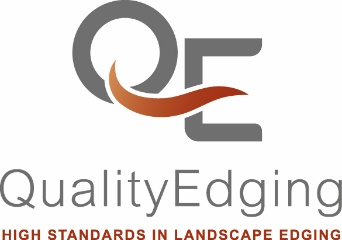 QE
QualityEdging
HIGH STANDARDS IN LANDSCAPE EDGING